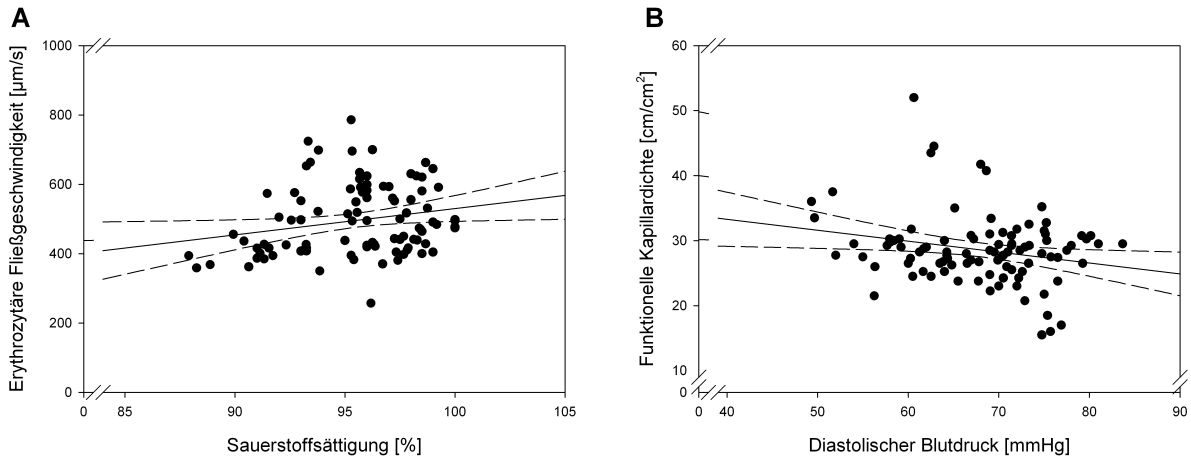 A
Erythrozytäre Fließgeschwindigkeit [µm/s]
1000
800
600
400
200
0
0 85 90 95 100 105
Sauerstoffsättigung [%]
B
Funktionelle Kapillardichte [cm/cm²]
60
50
40
30
20
10
0
0 40 50 60 70 80 90
Diastolischer Blutdruck [mmHg]